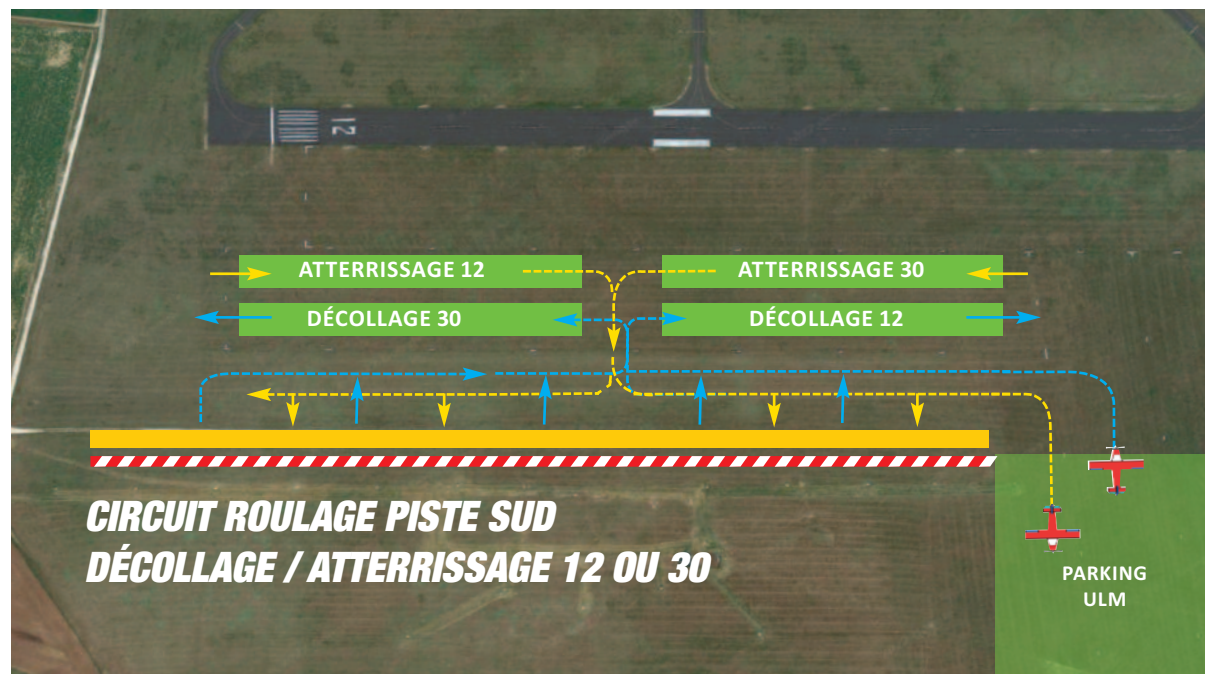 12
ATTERRISSAGE 12
ATTERRISSAGE 30
DÉCOLLAGE 30
DÉCOLLAGE 12
CIRCUIT ROULAGE PISTE SUD
DÉCOLLAGE / ATTERRISSAGE 12 OU 30
PARKING
ULM